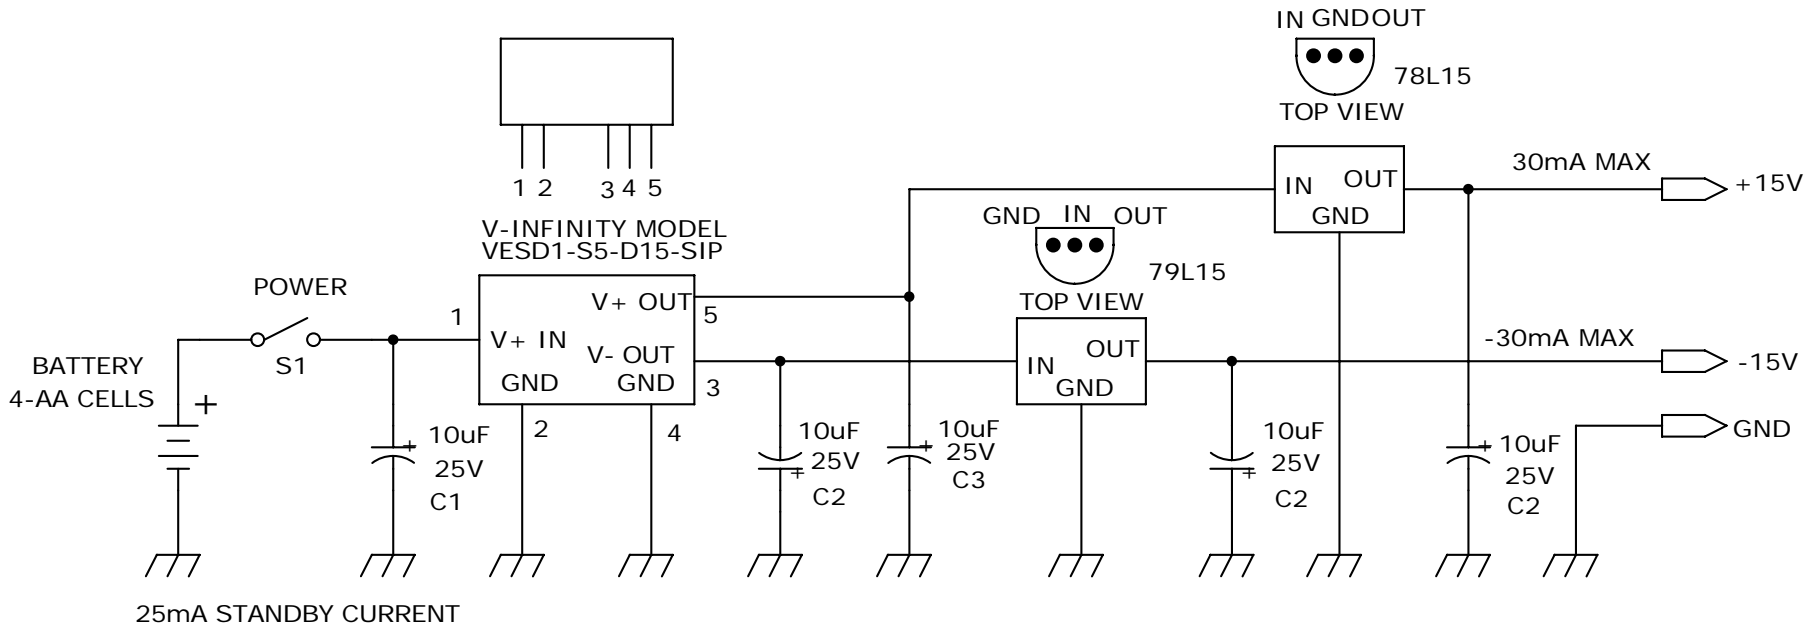 IN GND OUT
78L15
TOP VIEW
1 2 3 4 5
V-INFINITY MODEL
VESD1-S5-D15-SIP
30mA MAX
+15V
IN OUT
GND
GND IN OUT
79L15
TOP VIEW
POWER
S1
1
V+ IN
V+ OUT
5
V- OUT
3
GND
GND
2
4
IN OUT
GND
-30mA MAX
-15V
BATTERY
4-AA CELLS
+
+
10uF
25V
C1
10uF
25V
+
C2
+
10uF
25V
C3
10uF
25V
+
C2
+
10uF
25V
C2
GND
25mA STANDBY CURRENT